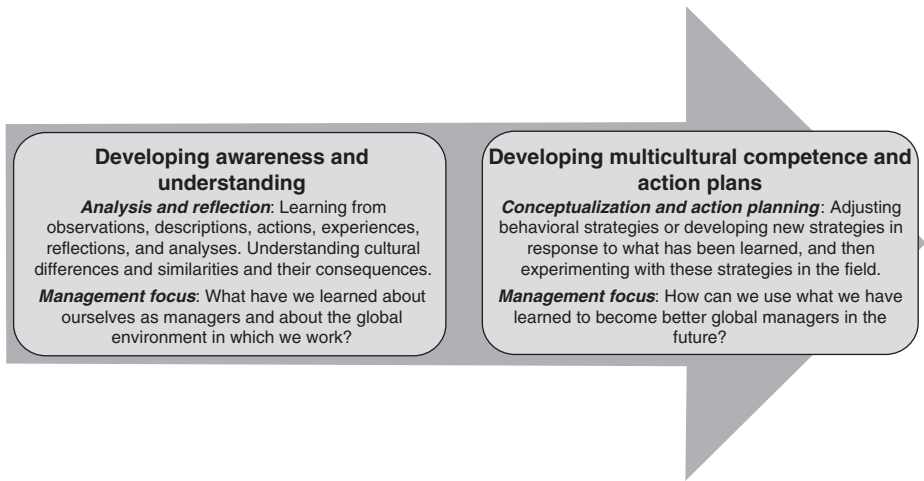 Developing awareness and
understanding
Analysis and reflection: Learning from
observations, descriptions, actions, experiences,
reflections, and analyses. Understanding cultural
differences and similarities and their consequences.
Management focus: What have we learned about
ourselves as managers and about the global
environment in which we work?
Developing multicultural competence and
action plans
Conceptualization and action planning: Adjusting
behavioral strategies or developing new strategies in
response to what has been learned, and then
experimenting with these strategies in the field.
Management focus: How can we use what we have
learned to become better global managers in the
future?